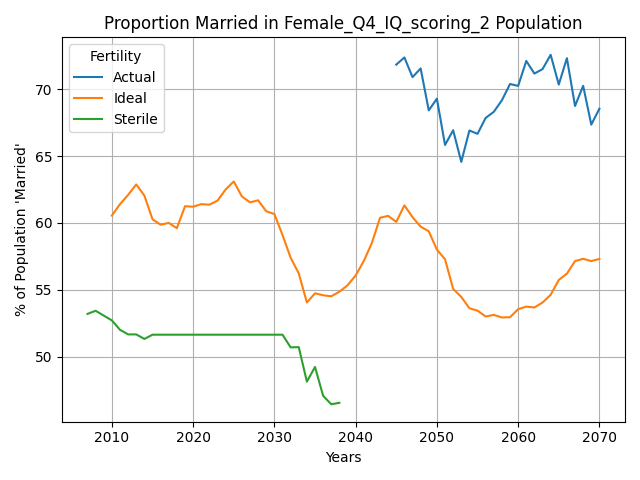 Proportion Married in Female_Q4_IQ_scoring_2 Population
Fertility
Actual
Ideal
Sterile
% of Population 'Married'
70
65
60
55
50
2010 2020 2030 2040 2050 2060 2070
Years